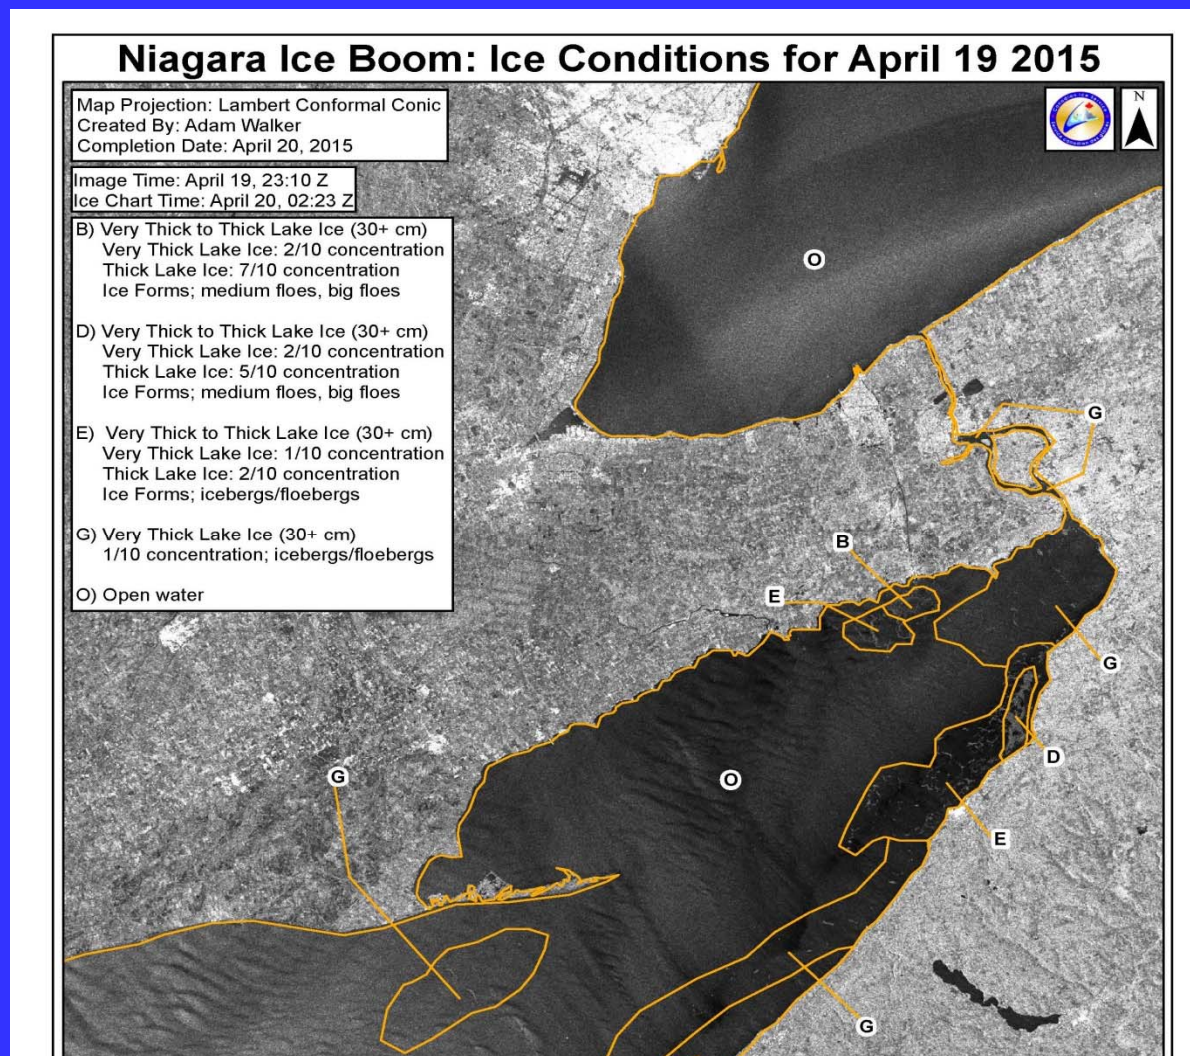 Niagara Ice Boom: Ice Conditions for April 19 2015
Map Projection: Lambert Conformal Conic
Created By: Adam Walker
Completion Date: April 20, 2015
N
Image Time: April 19, 23:10 Z
Ice Chart Time: April 20, 02:23 Z
B) Very Thick to Thick Lake Ice (30+ cm)
Very Thick Lake Ice: 2/10 concentration
Thick Lake Ice: 7/10 concentration
Ice Forms; medium floes, big floes
D) Very Thick to Thick Lake Ice (30+ cm)
Very Thick Lake Ice: 2/10 concentration
Thick Lake Ice: 5/10 concentration
Ice Forms; medium floes, big floes
E) Very Thick to Thick Lake Ice (30+ cm)
Very Thick Lake Ice: 1/10 concentration
Thick Lake Ice: 2/10 concentration
Ice Forms; icebergs/floebergs
G) Very Thick Lake Ice (30+ cm)
1/10 concentration; icebergs/floebergs
O) Open water
O
G
B
E
G
D
G
O
E
G